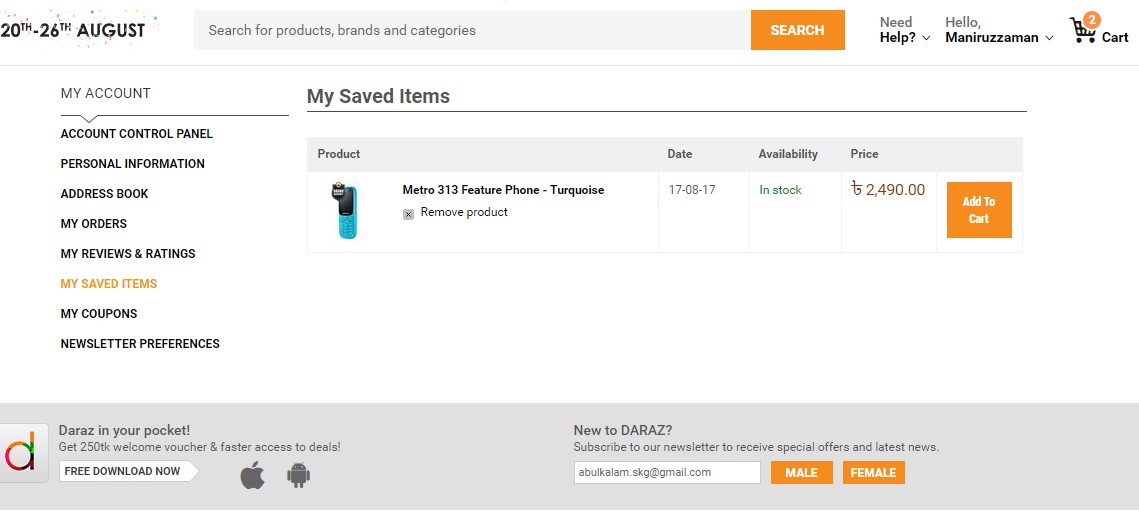 20TH-26TH AUGUST
Search for products, brands and categories
SEARCH
Need
Help?
Hello,
Maniruzzaman
2
Cart
MY ACCOUNT
ACCOUNT CONTROL PANEL
PERSONAL INFORMATION
ADDRESS BOOK
MY ORDERS
MY REVIEWS & RATINGS
MY SAVED ITEMS
MY COUPONS
NEWSLETTER PREFERENCES
My Saved Items
Product Date Availability Price
Metro 313 Feature Phone - Turquoise
Remove product
17-08-17
In stock
৳ 2,490.00
Add To
Cart
Daraz in your pocket!
Get 250tk welcome voucher & faster access to deals!
FREE DOWNLOAD NOW
d
New to DARAZ?
Subscribe to our newsletter to receive special offers and latest news.
abulkalam.skg@gmail.com
MALE
FEMALE